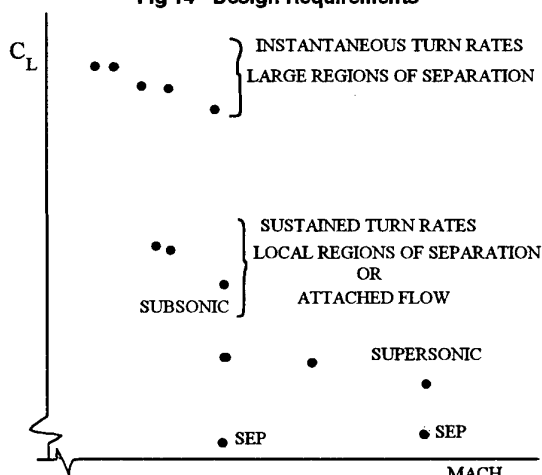 Fig 14 Design Requirements
C_L
INSTANTANEOUS TURN RATES
LARGE REGIONS OF SEPARATION
SUSTAINED TURN RATES
LOCAL REGIONS OF SEPARATION
OR
ATTACHED FLOW
SUBSONIC
SUPERSONIC
SEP
SEP
MACH